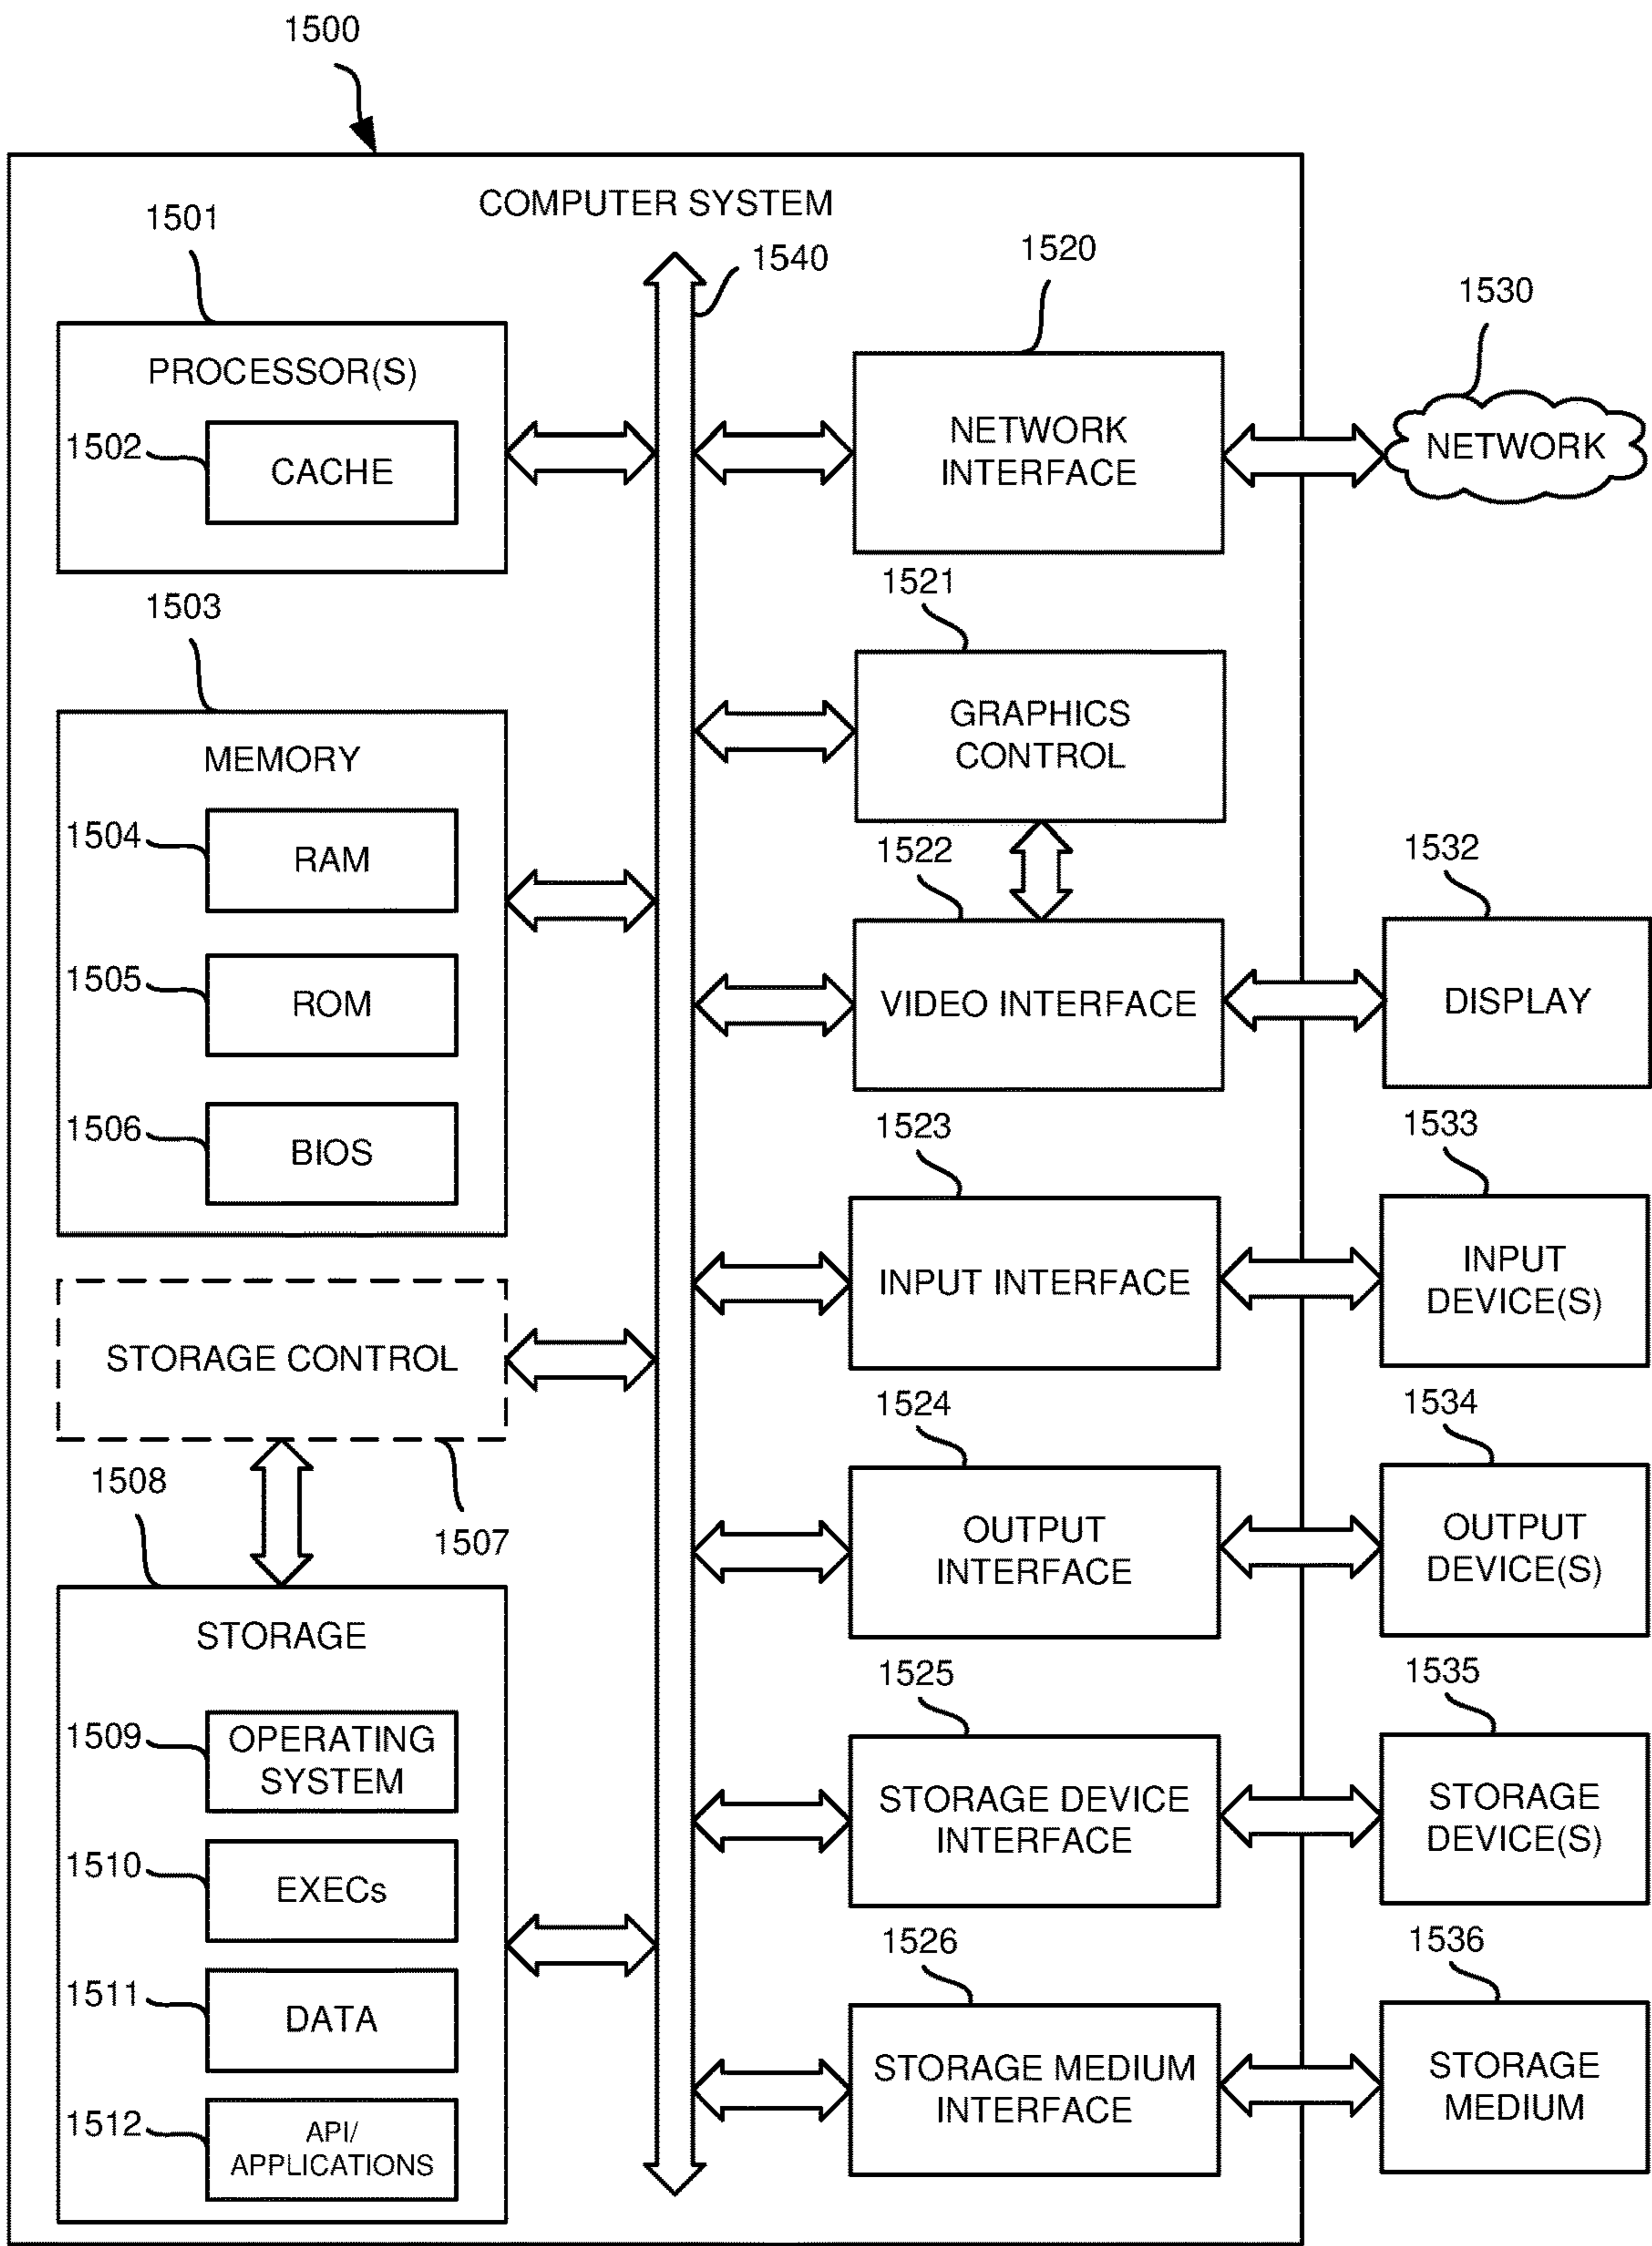 1500
COMPUTER SYSTEM
1501
1540
1520
1530
PROCESSOR(S)
1502
CACHE
NETWORK
INTERFACE
NETWORK
1503
1521
MEMORY
GRAPHICS
CONTROL
1504
RAM
1522
1532
1505
ROM
VIDEO INTERFACE
DISPLAY
1506
BIOS
1523
1533
INPUT INTERFACE
INPUT
DEVICE(S)
STORAGE CONTROL
1507
1524
1534
OUTPUT
INTERFACE
OUTPUT
DEVICE(S)
1508
STORAGE
1509
OPERATING
SYSTEM
1525
1535
STORAGE DEVICE
INTERFACE
STORAGE
DEVICE(S)
1510
EXECs
1511
DATA
1526
1536
STORAGE MEDIUM
INTERFACE
STORAGE
MEDIUM
1512
API/
APPLICATIONS